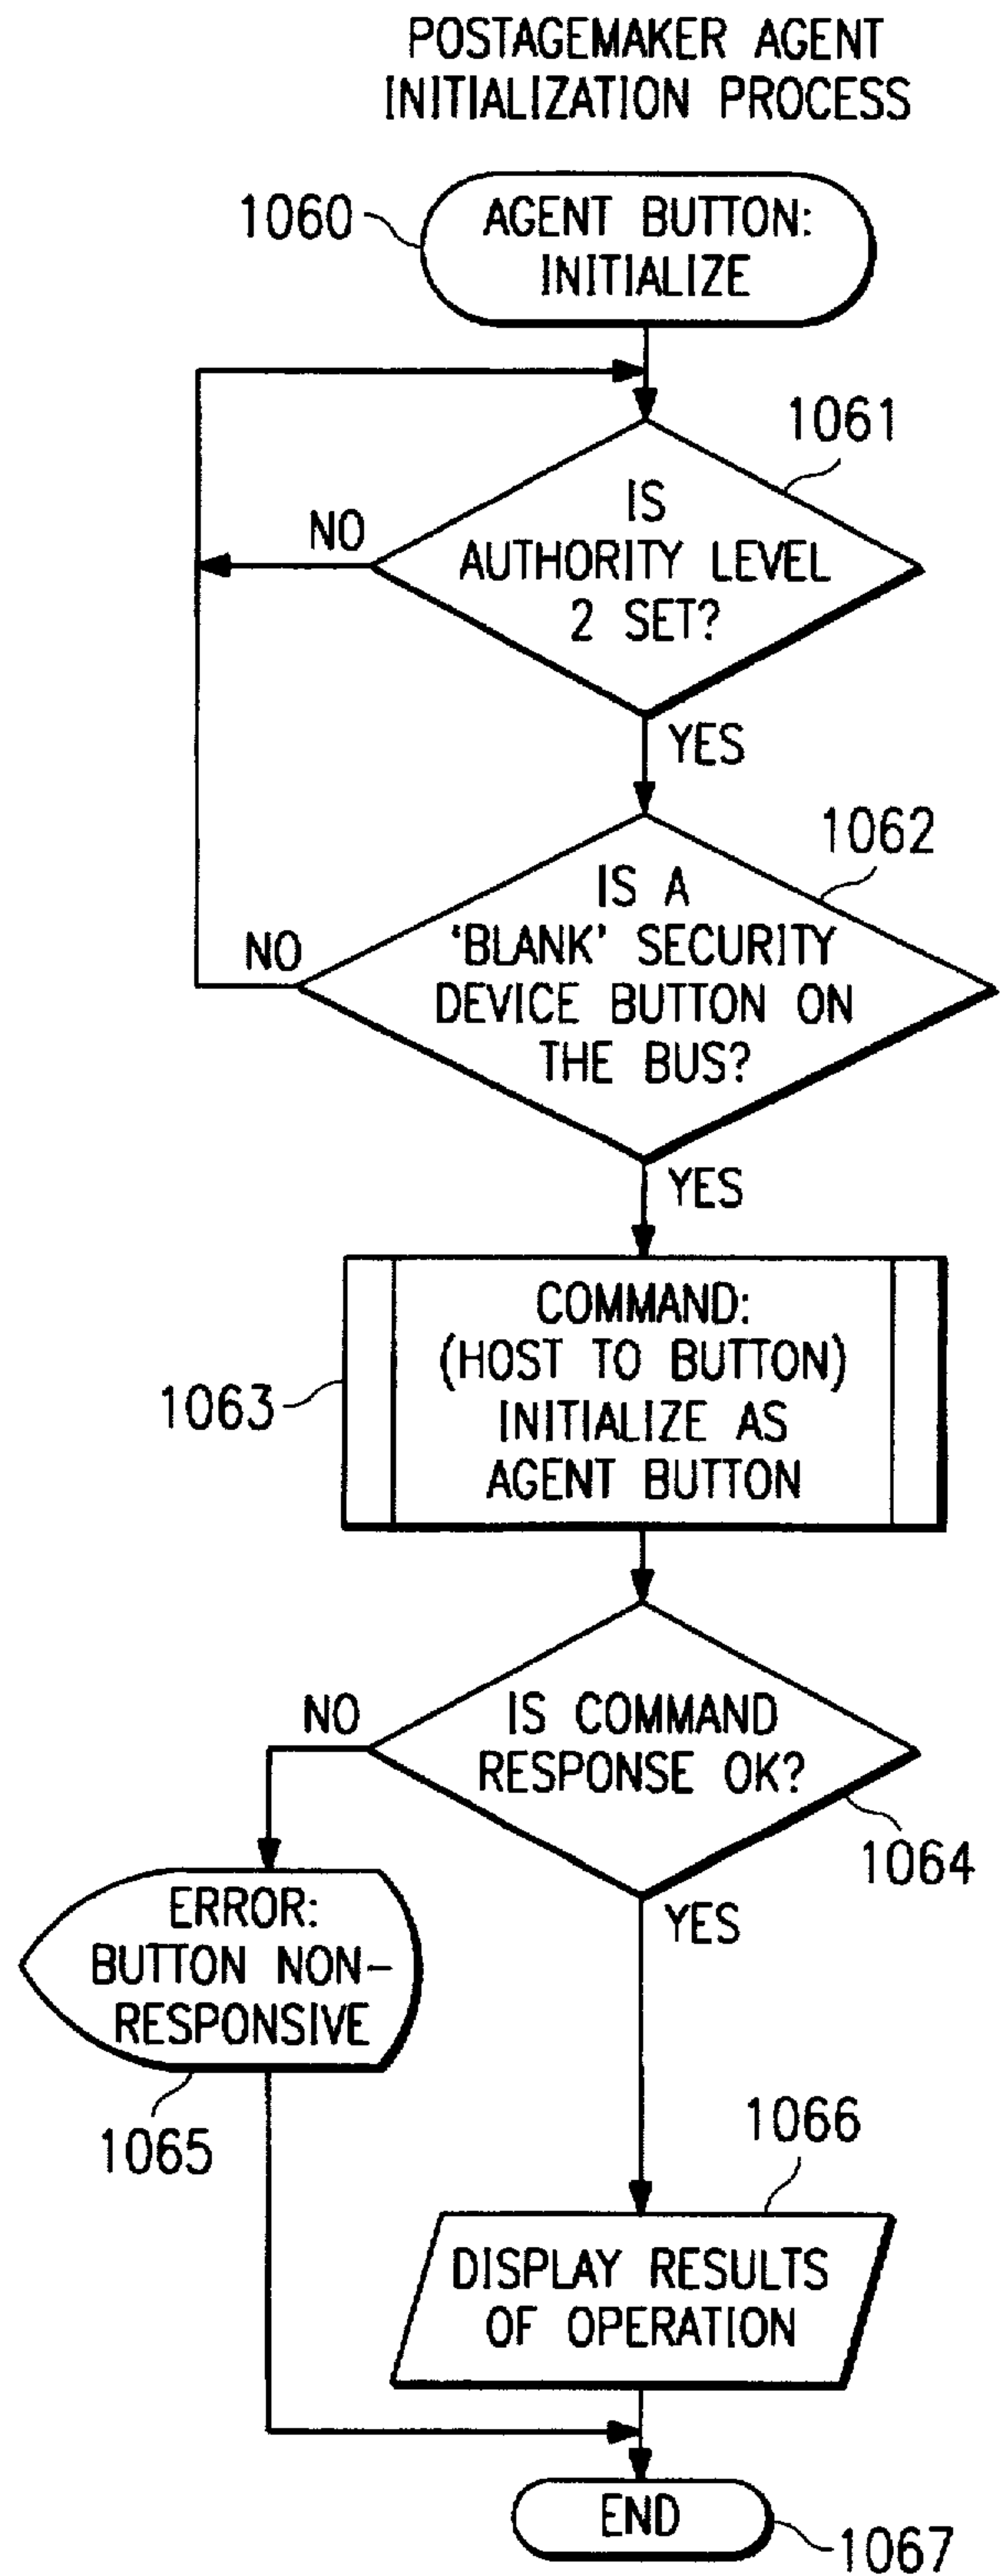 POSTAGEMAKER AGENT
INITIALIZATION PROCESS
1060
AGENT BUTTON:
INITIALIZE
1061
IS
AUTHORITY LEVEL
2 SET?
NO
YES
1062
IS A
‘BLANK’ SECURITY
DEVICE BUTTON ON
THE BUS?
NO
YES
1063
COMMAND:
(HOST TO BUTTON)
INITIALIZE AS
AGENT BUTTON
IS COMMAND
RESPONSE OK?
NO
1064
YES
ERROR:
BUTTON NON-
RESPONSIVE
1065
1066
DISPLAY RESULTS
OF OPERATION
END
1067